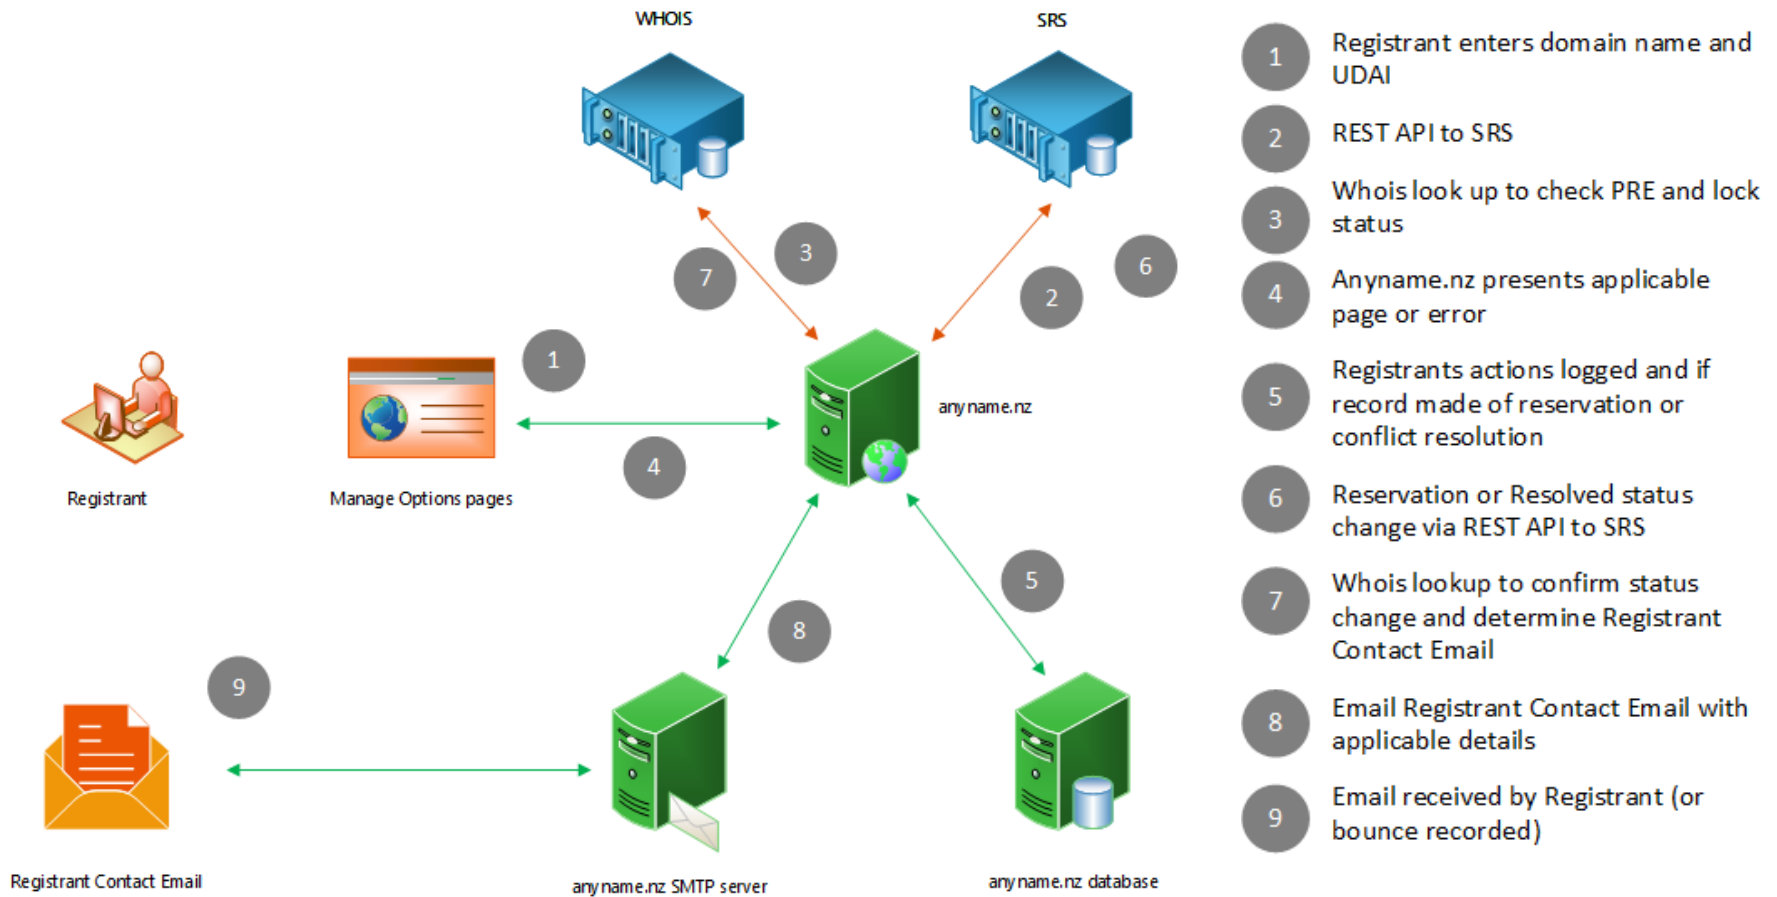 WHOIS
SRS
3
7
6
2
1
4
anyname.nz
Registrant
Manage Options pages
5
8
9
Registrant Contact Email
anyname.nz SMTP server
anyname.nz database
1
Registrant enters domain name and
UDAI
2
REST API to SRS
3
Whois look up to check PRE and lock
status
4
Anyname.nz presents applicable
page or error
5
Registrants actions logged and if
record made of reservation or
conflict resolution
6
Reservation or Resolved status
change via REST API to SRS
7
Whois lookup to confirm status
change and determine Registrant
Contact Email
8
Email Registrant Contact Email with
applicable details
9
Email received by Registrant (or
bounce recorded)